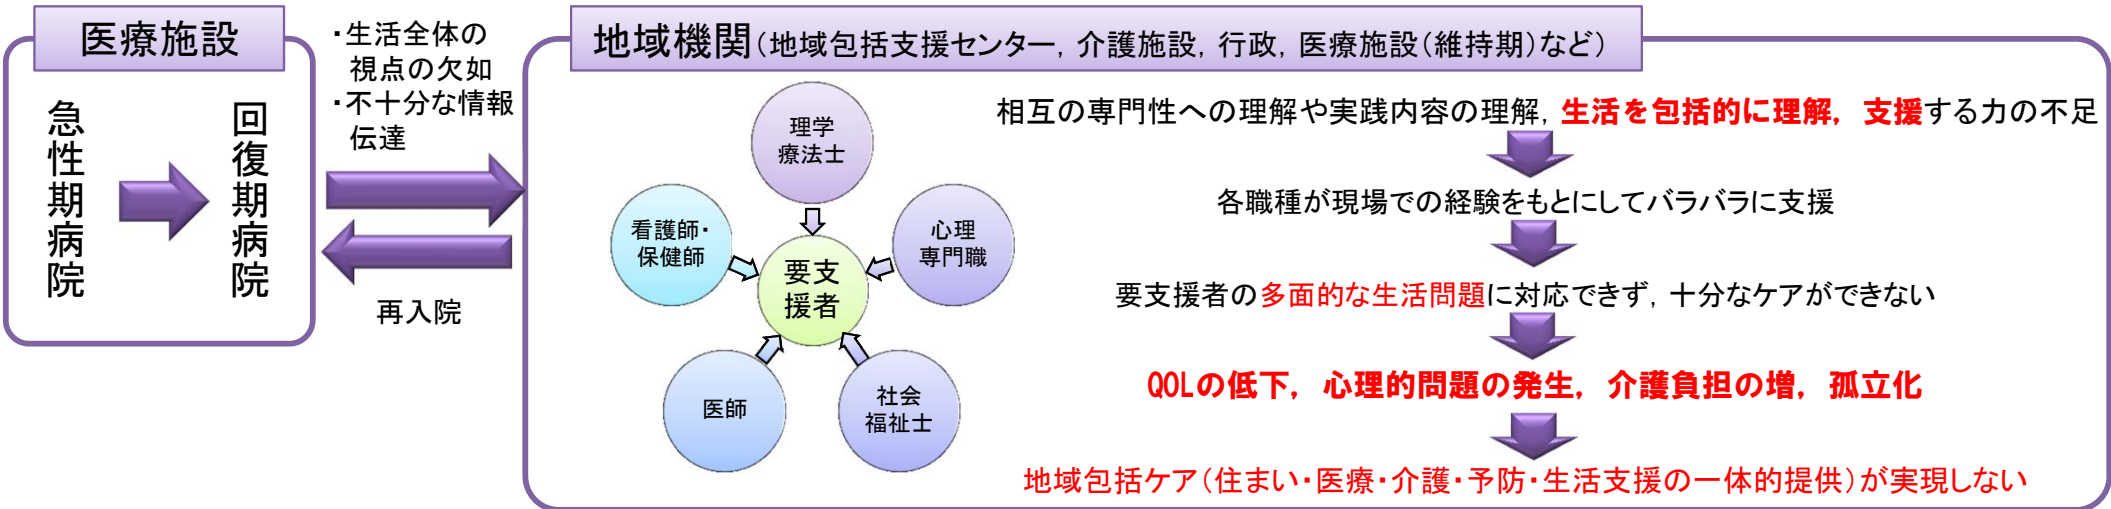 医療施設
急性期病院
回復期病院
・生活全体の
視点の欠如
・不十分な情報
伝達
再入院
地域機関(地域包括支援センター, 介護施設, 行政, 医療施設(維持期)など)
理学
療法士
看護師・
保健師
心理
専門職
要支
援者
医師
社会
福祉士
相互の専門性への理解や実践内容の理解, 生活を包括的に理解, 支援する力の不足
各職種が現場での経験をもとにしてバラバラに支援
要支援者の多面的な生活問題に対応できず, 十分なケアができない
QOLの低下, 心理的問題の発生, 介護負担の増, 孤立化
地域包括ケア(住まい・医療・介護・予防・生活支援の一体的提供)が実現しない